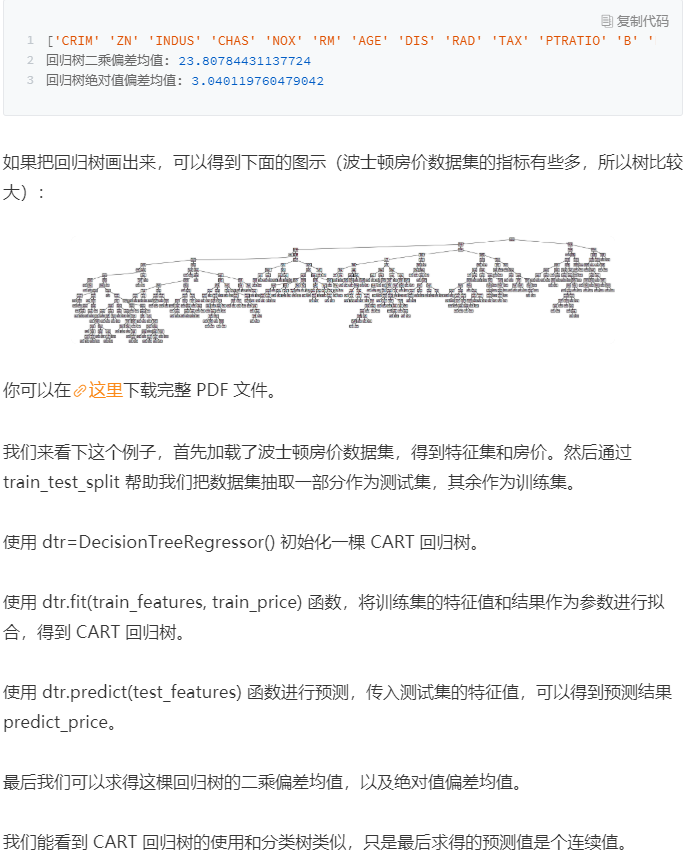 复制代码
1 ['CRIM' 'ZN' 'INDUS' 'CHAS' 'NOX' 'RM' 'AGE' 'DIS' 'RAD' 'TAX' 'PTRATIO' 'B' '
2 回归树二乘偏差均值: 23.80784431137724
3 回归树绝对值偏差均值: 3.040119760479042
如果把回归树画出来，可以得到下面的图示（波士顿房价数据集的指标有些多，所以树比较
大）：
你可以在这里下载完整 PDF 文件。
我们来看下这个例子，首先加载了波士顿房价数据集，得到特征集和房价。然后通过
train_test_split 帮助我们把数据集抽取一部分作为测试集，其余作为训练集。
使用 dtr=DecisionTreeRegressor() 初始化一棵 CART 回归树。
使用 dtr.fit(train_features, train_price) 函数，将训练集的特征值和结果作为参数进行拟
合，得到 CART 回归树。
使用 dtr.predict(test_features) 函数进行预测，传入测试集的特征值，可以得到预测结果
predict_price。
最后我们可以求得这棵回归树的二乘偏差均值，以及绝对值偏差均值。
我们能看到 CART 回归树的使用和分类树类似，只是最后求得的预测值是个连续值。